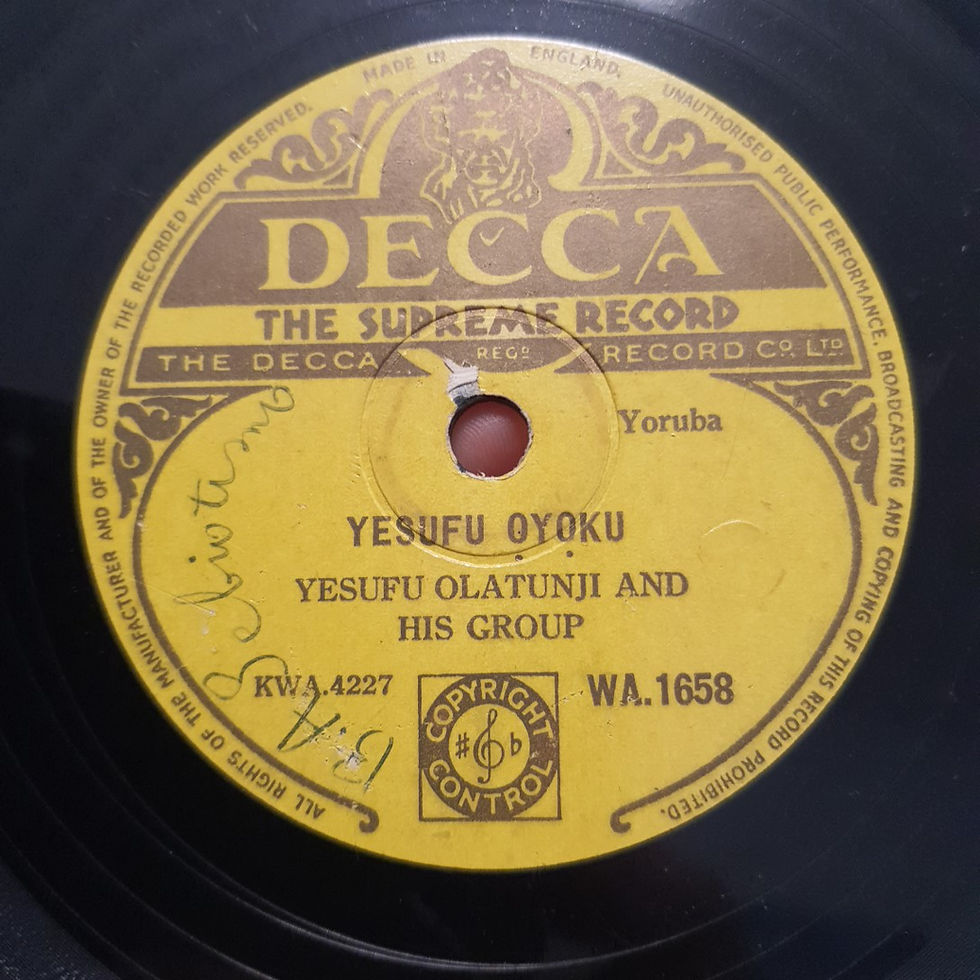 MADE IN ENGLAND.
UNAUTHORISED PUBLIC PERFORMANCE, BROADCASTING AND COPYING OF THIS RECORD PROHIBITED.
ALL RIGHTS OF THE MANUFACTURER AND OF THE OWNER OF THE RECORDED WORK RESERVED.
DECCA
THE SUPREME RECORD
THE DECCA REGD RECORD CO. LTD.
Yoruba
YESUFU ỌYỌKU
YESUFU OLATUNJI AND
HIS GROUP
KWA.4227
WA.1658
COPYRIGHT
CONTROL
B.A